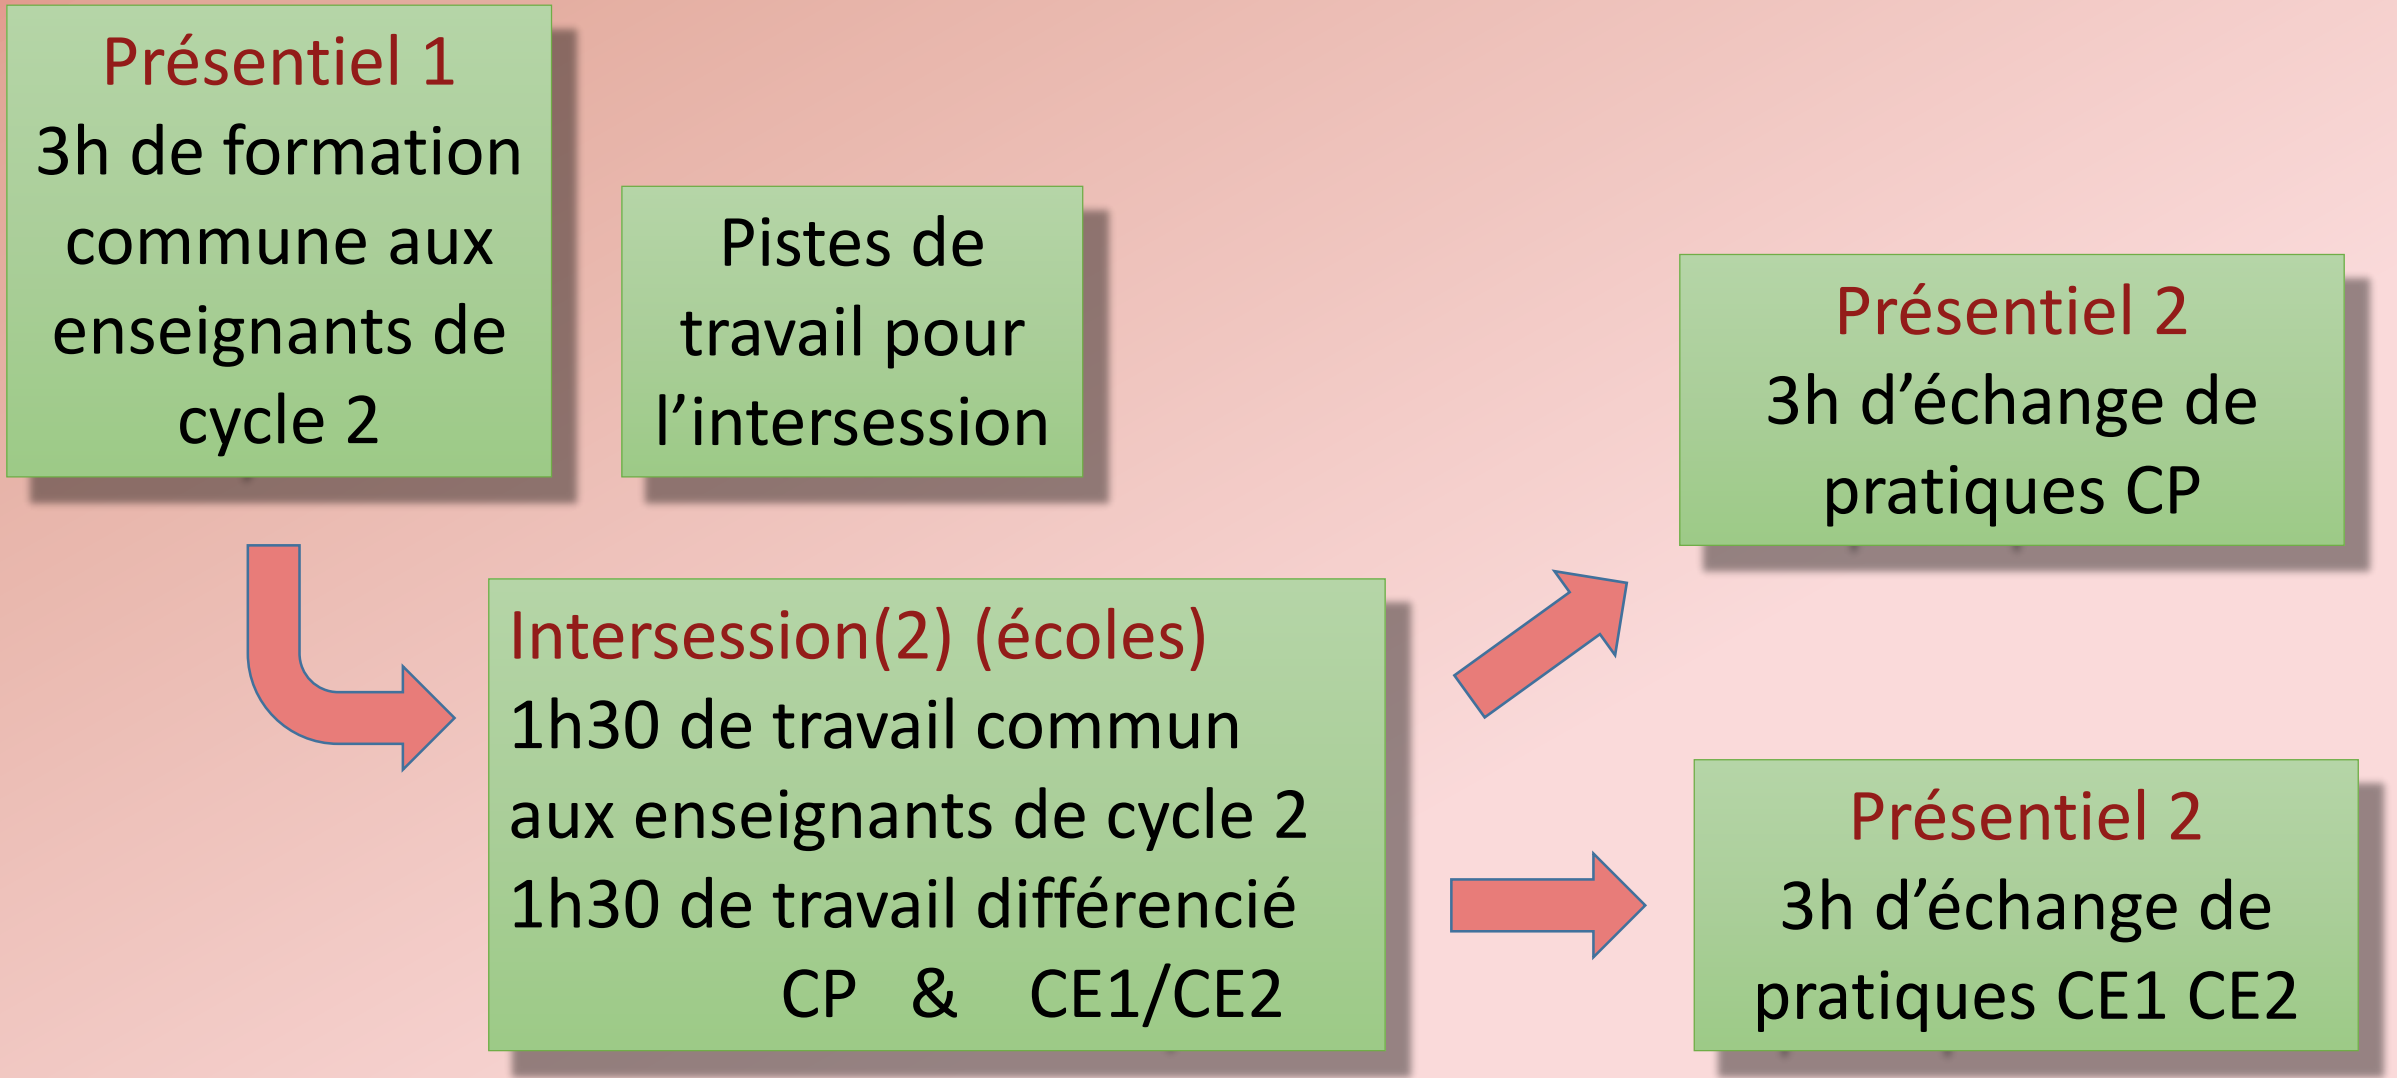 Présentiel 1
3h de formation
commune aux
enseignants de
cycle 2
Pistes de
travail pour
l’intersession
Intersession(2) (écoles)
1h30 de travail commun
aux enseignants de cycle 2
1h30 de travail différencié
CP & CE1/CE2
Présentiel 2
3h d’échange de
pratiques CP
Présentiel 2
3h d’échange de
pratiques CE1 CE2